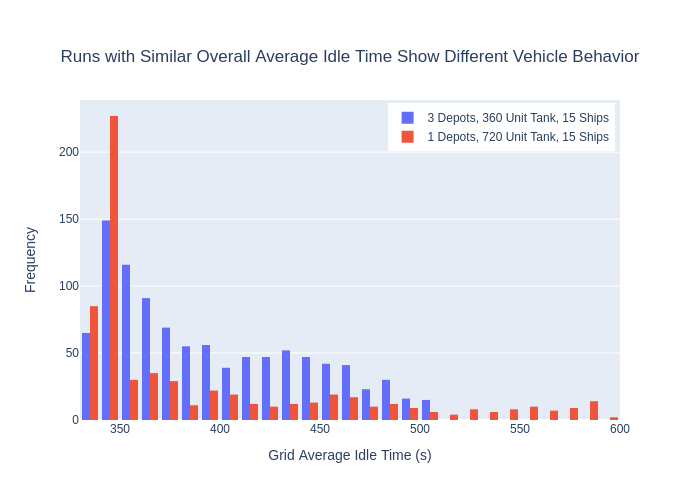 Runs with Similar Overall Average Idle Time Show Different Vehicle Behavior
3 Depots, 360 Unit Tank, 15 Ships
1 Depots, 720 Unit Tank, 15 Ships
200
150
100
50
0
Frequency
350 400 450 500 550 600
Grid Average Idle Time (s)